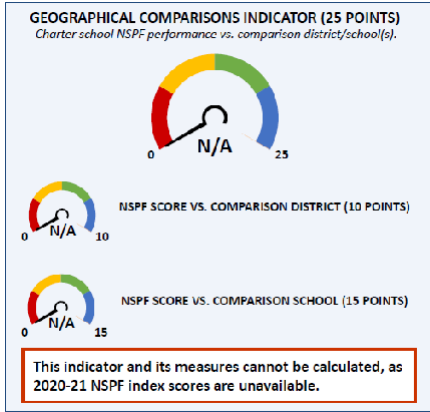 GEOGRAPHICAL COMPARISONS INDICATOR (25 POINTS)
Charter school NSPF performance vs. comparison district/school(s).
N/A
0 25
NSPF SCORE VS. COMPARISON DISTRICT (10 POINTS)
N/A
0 10
NSPF SCORE VS. COMPARISON SCHOOL (15 POINTS)
N/A
0 15
This indicator and its measures cannot be calculated, as
2020-21 NSPF index scores are unavailable.